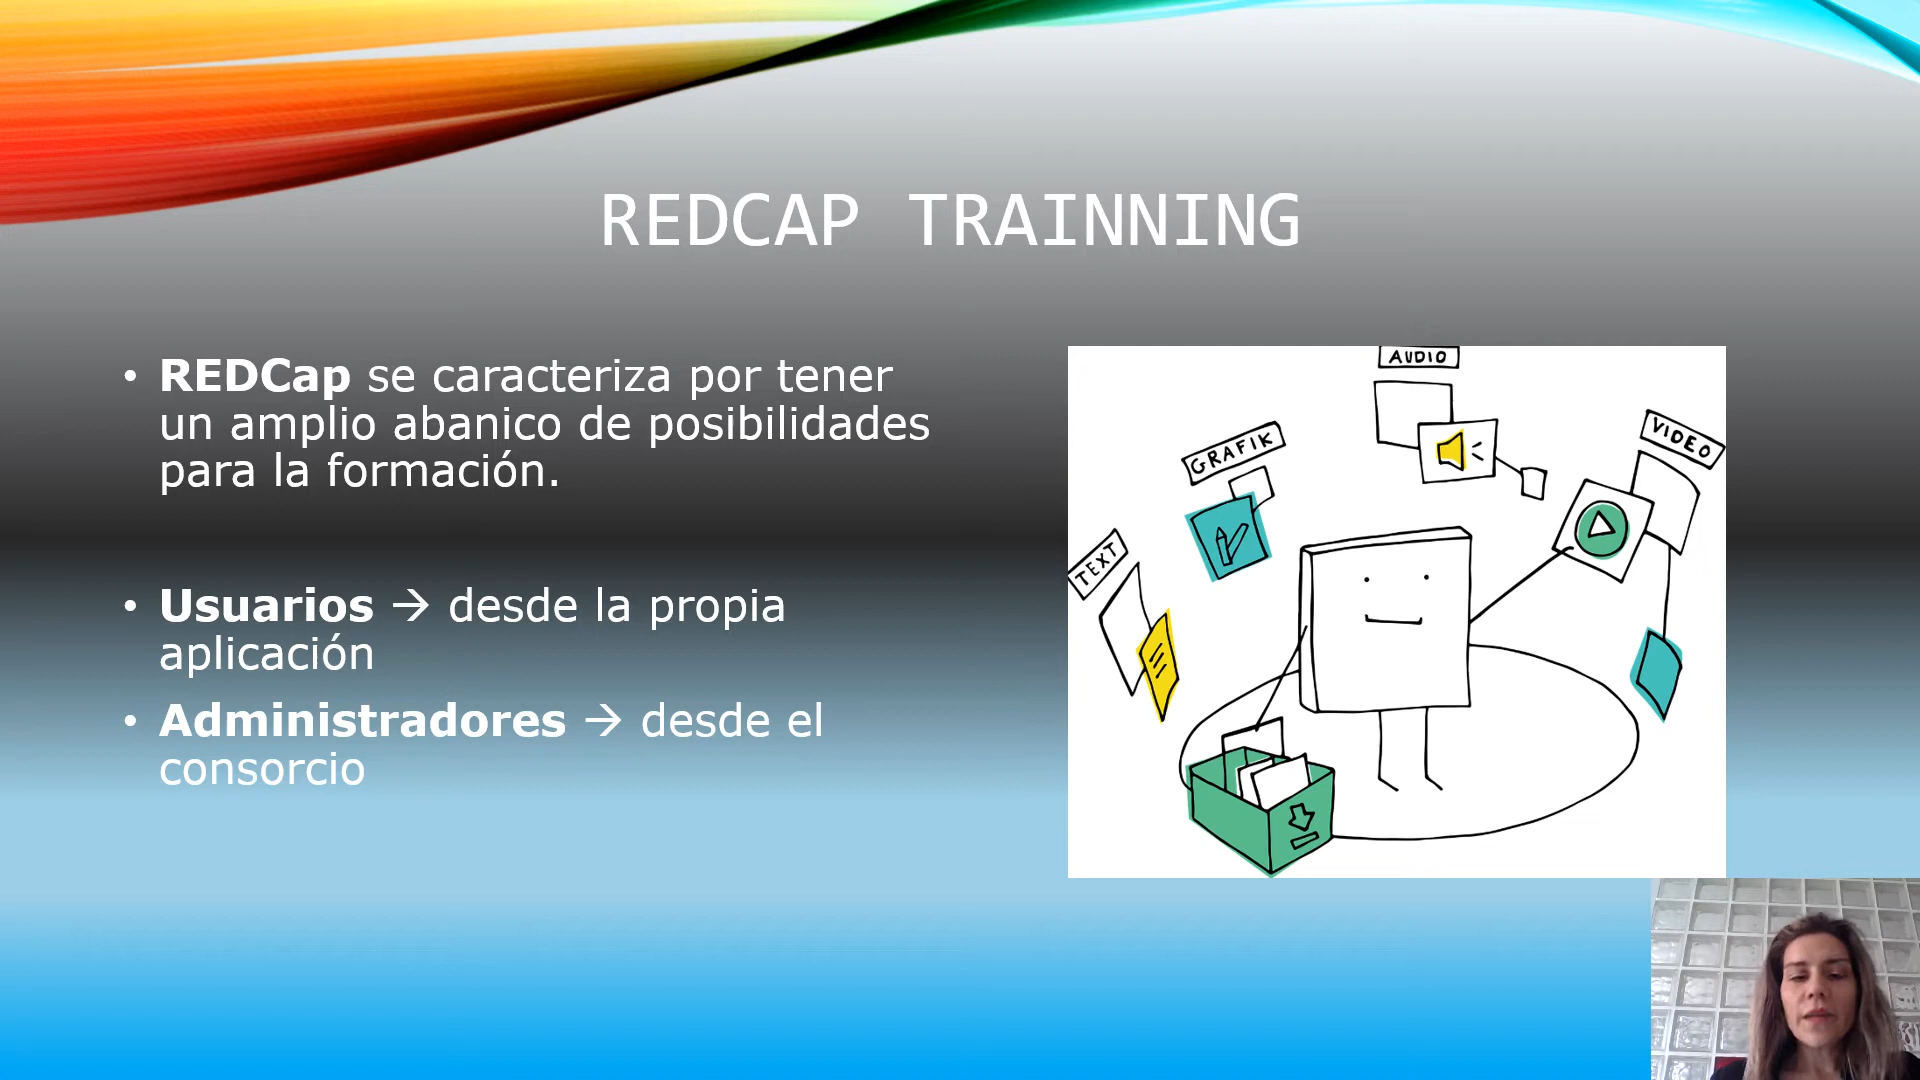 REDCAP TRAINNING
• REDCap se caracteriza por tener
un amplio abanico de posibilidades
para la formación.
• Usuarios → desde la propia
aplicación
• Administradores → desde el
consorcio
AUDIO
GRAFIK
VIDEO
TEXT